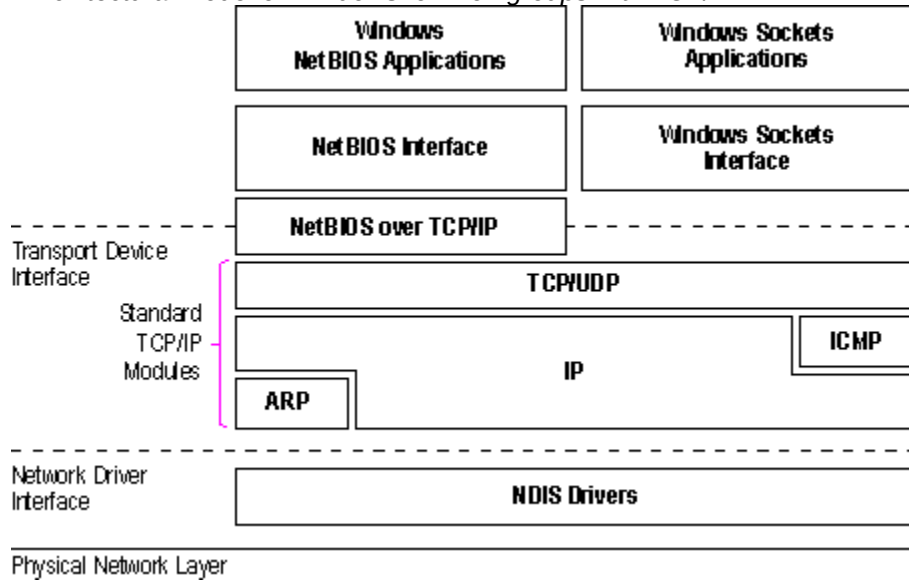 Windows
NetBIOS Applications
Windows Sockets
Applications
NetBIOS Interface
Windows Sockets
Interface
NetBIOS over TCP/IP
Transport Device
Interface
TCP/UDP
Standard
TCP/IP
Modules
ICMP
IP
ARP
Network Driver
Interface
NDIS Drivers
Physical Network Layer